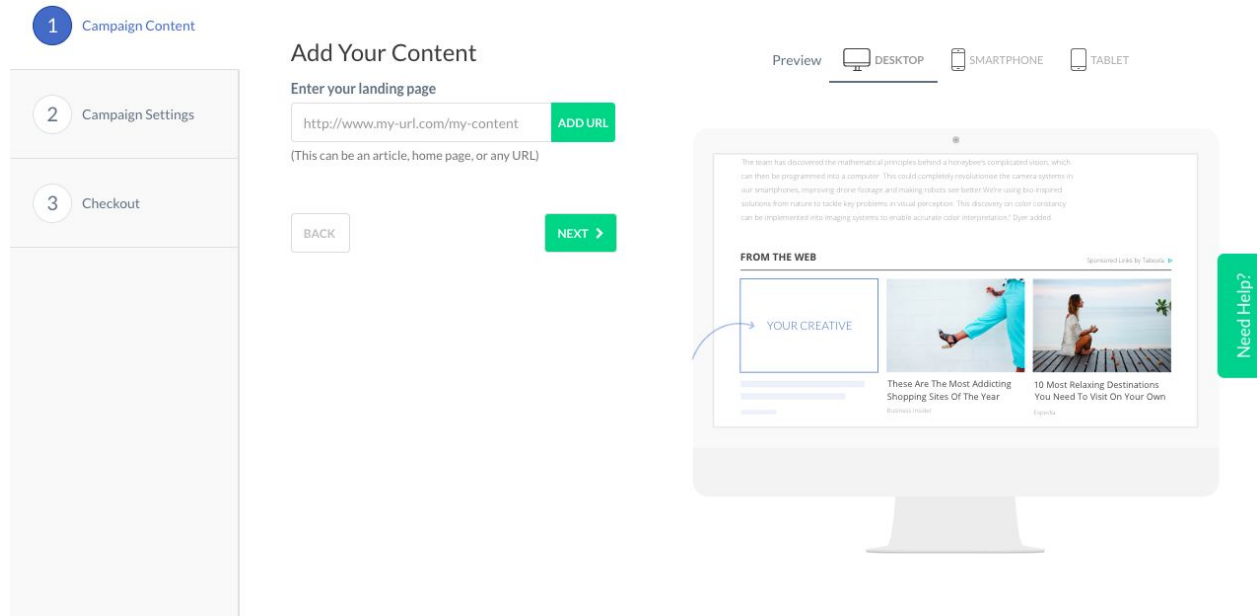 1 Campaign Content
2 Campaign Settings
3 Checkout
Add Your Content
Enter your landing page
http://www.my-url.com/my-content ADD URL
(This can be an article, home page, or any URL)
BACK NEXT
Preview DESKTOP SMARTPHONE TABLET
The team has discovered the mathematical principles behind a honeybee's complicated vision, which
can then be programmed into a computer. This could completely revolutionise the camera systems in
our smartphones, improving drone footage and making robots see better We're using bio-inspired
solutions from nature to tackle key problems in visual perception. This discovery on color constancy
can be implemented into imaging systems to enable accurate color interpretation," Dyer added.
FROM THE WEB Sponsored Links by Taboola
YOUR CREATIVE
These Are The Most Addicting
Shopping Sites Of The Year
Business Insider
10 Most Relaxing Destinations
You Need To Visit On Your Own
Expedia
Need Help?